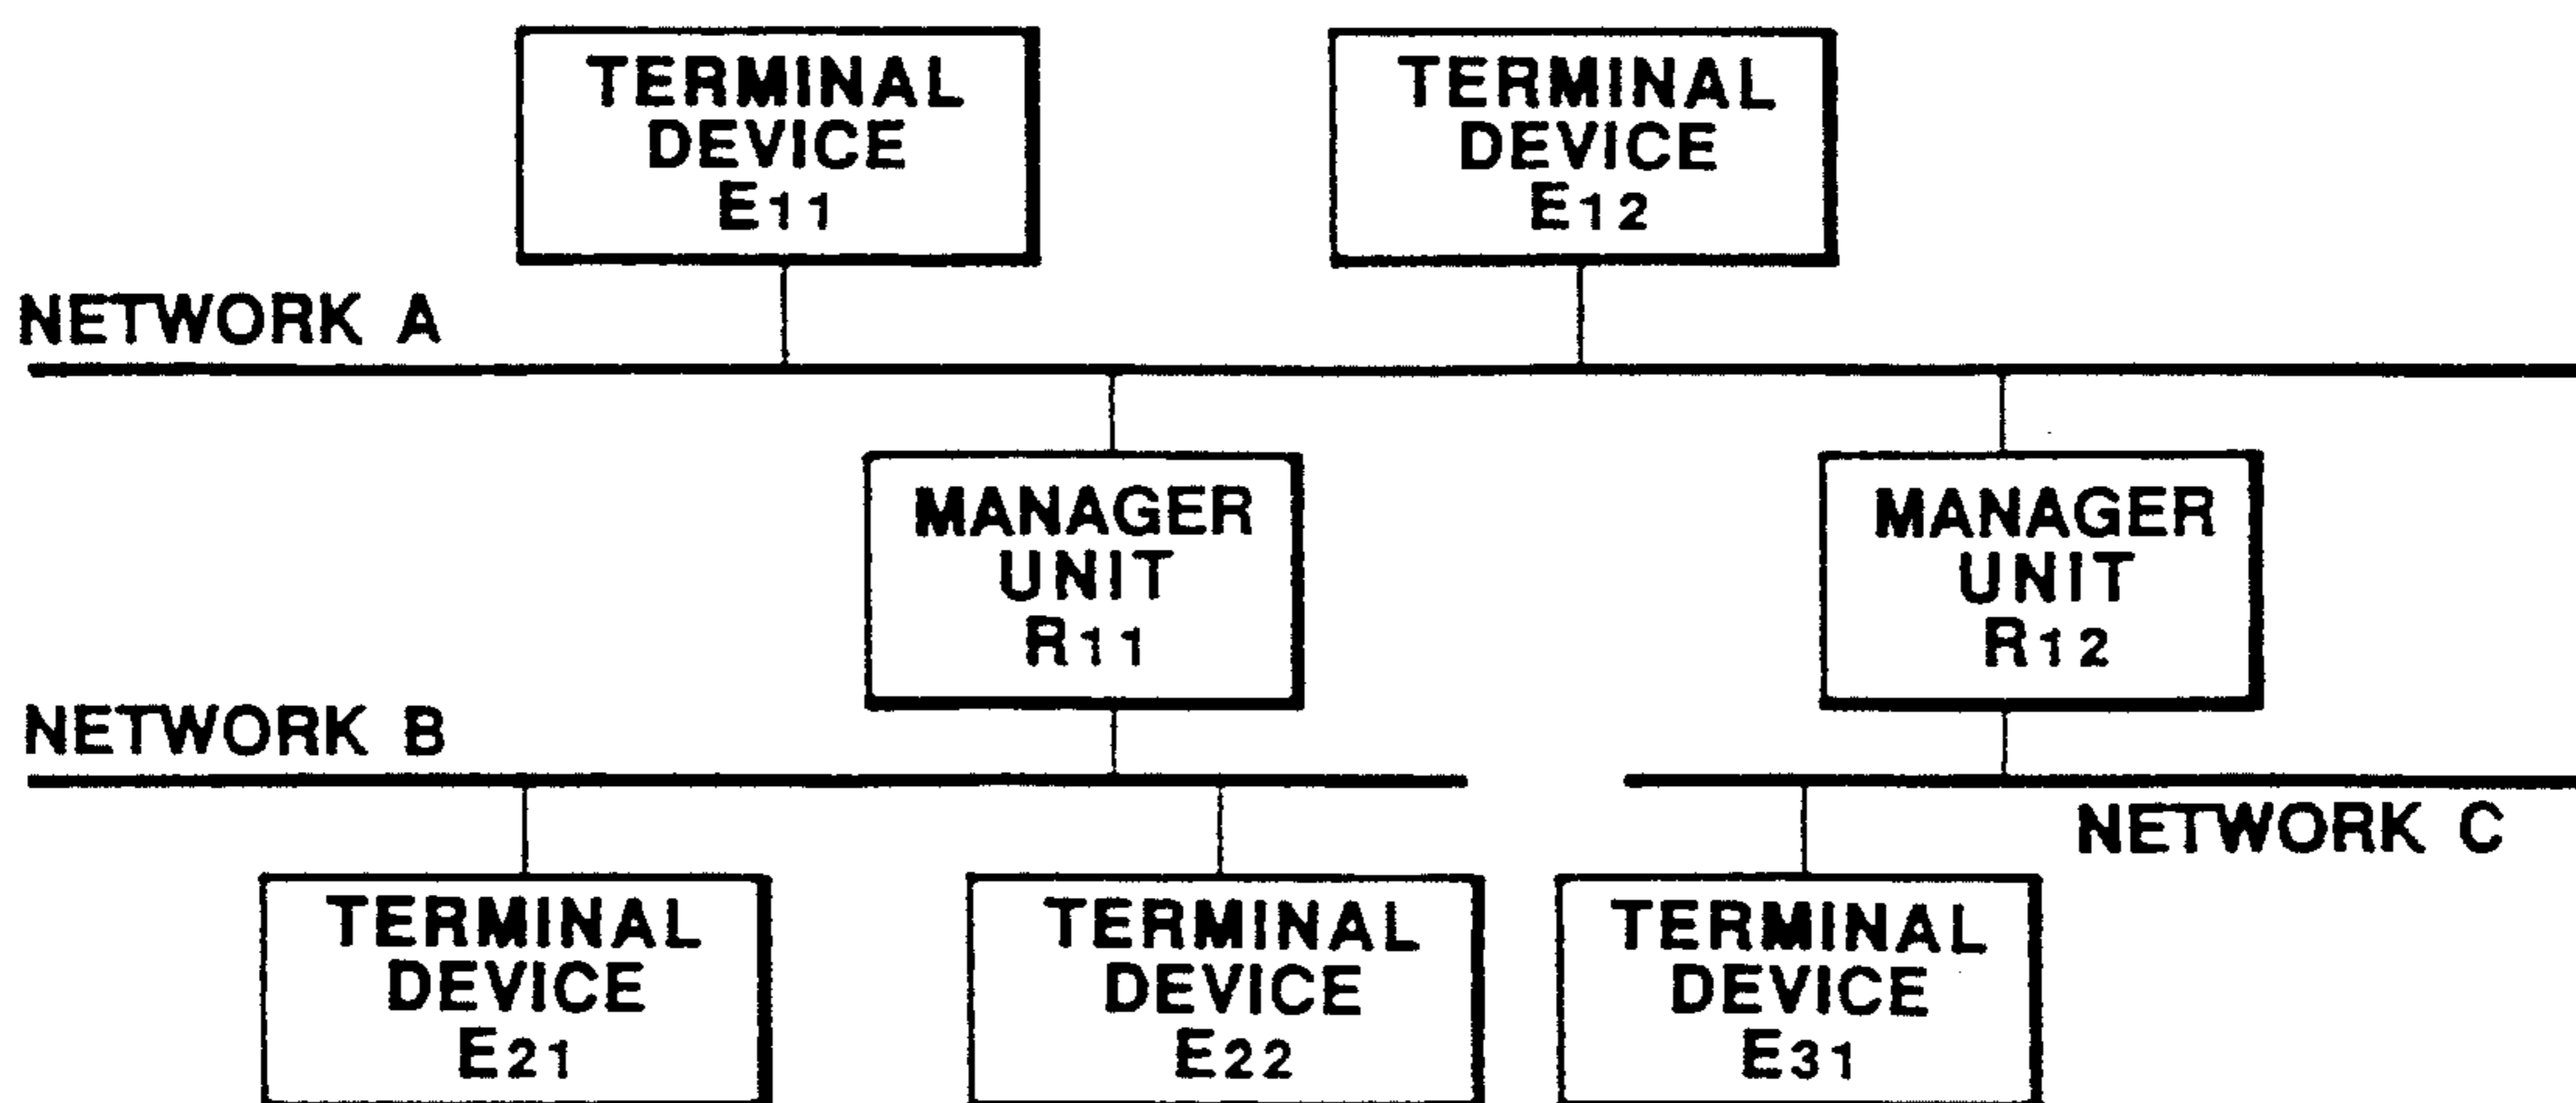 TERMINAL
DEVICE
E11
TERMINAL
DEVICE
E12
NETWORK A
MANAGER
UNIT
R11
MANAGER
UNIT
R12
NETWORK B
NETWORK C
TERMINAL
DEVICE
E21
TERMINAL
DEVICE
E22
TERMINAL
DEVICE
E31